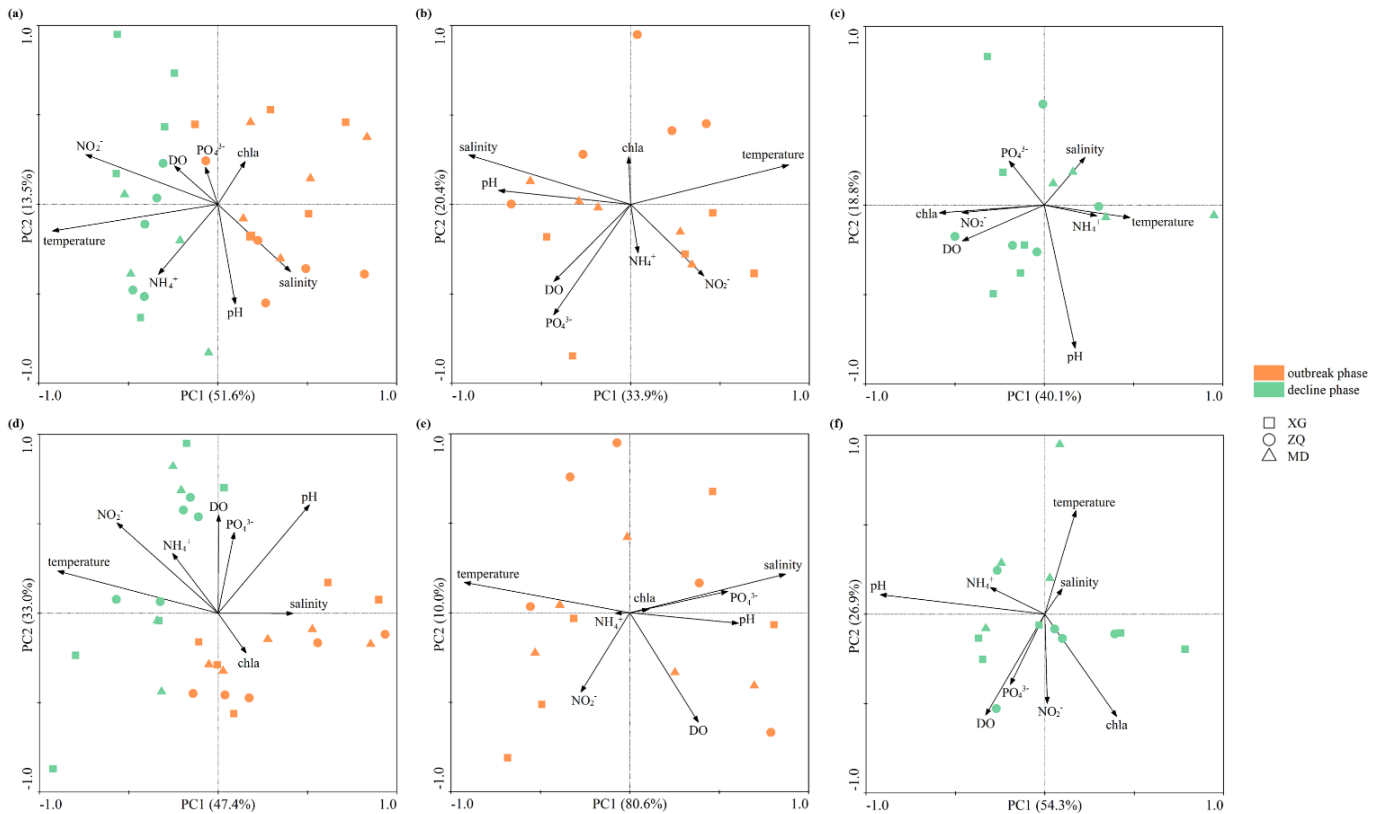 (a)
1.0
NO₂⁻
DO
PO₄³⁻
chla
temperature
NH₄⁺
pH
salinity
PC2 (13.5%)
-1.0
-1.0
PC1 (51.6%)
1.0
(b)
1.0
salinity
chla
temperature
pH
NH₄⁺
NO₂⁻
DO
PO₄³⁻
PC2 (20.4%)
-1.0
-1.0
PC1 (33.9%)
1.0
(c)
1.0
PO₄³⁻
salinity
chla
NO₂⁻
DO
NH₄⁺
temperature
pH
PC2 (18.8%)
-1.0
-1.0
PC1 (40.1%)
1.0
outbreak phase
decline phase
XG
ZQ
MD
(d)
1.0
NO₂⁻
DO
pH
PO₄³⁻
NH₄⁺
temperature
salinity
chla
PC2 (33.0%)
-1.0
-1.0
PC1 (47.4%)
1.0
(e)
1.0
temperature
salinity
chla
PO₄³⁻
NH₄⁺
pH
NO₂⁻
DO
PC2 (10.0%)
-1.0
-1.0
PC1 (80.6%)
1.0
(f)
1.0
temperature
pH
NH₄⁺
salinity
PO₄³⁻
DO
NO₂⁻
chla
PC2 (26.9%)
-1.0
-1.0
PC1 (54.3%)
1.0